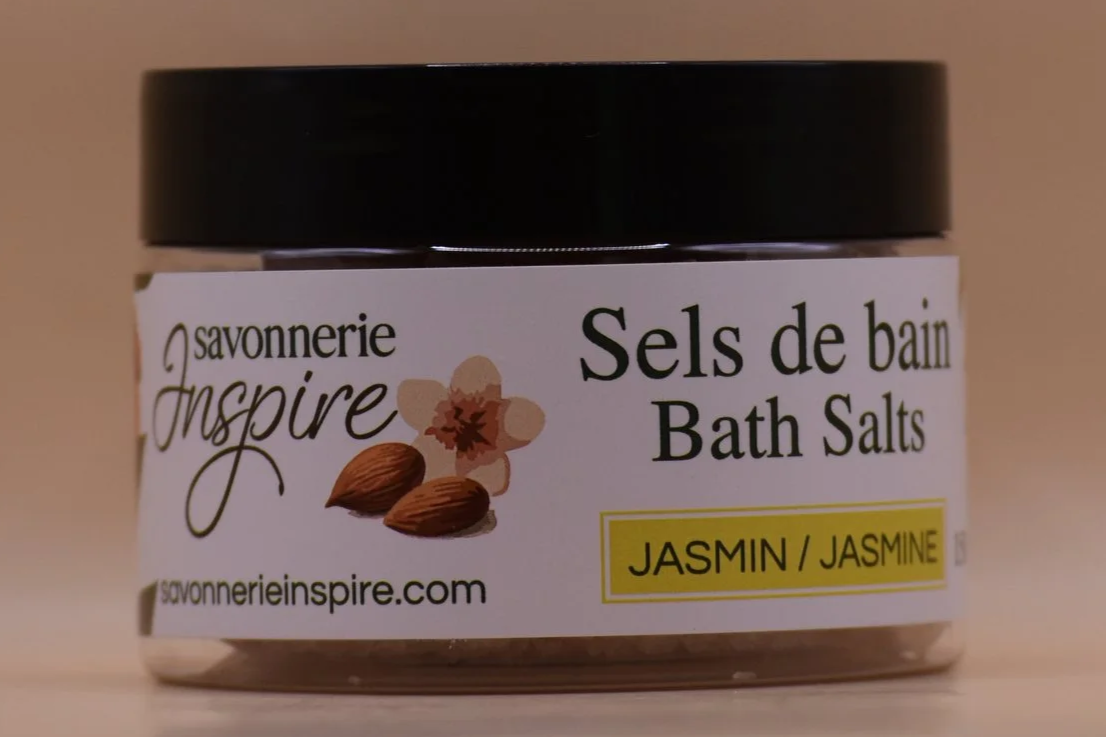 savonnerie
Inspire
savonnerieinspire.com
Sels de bain
Bath Salts
JASMIN / JASMINE